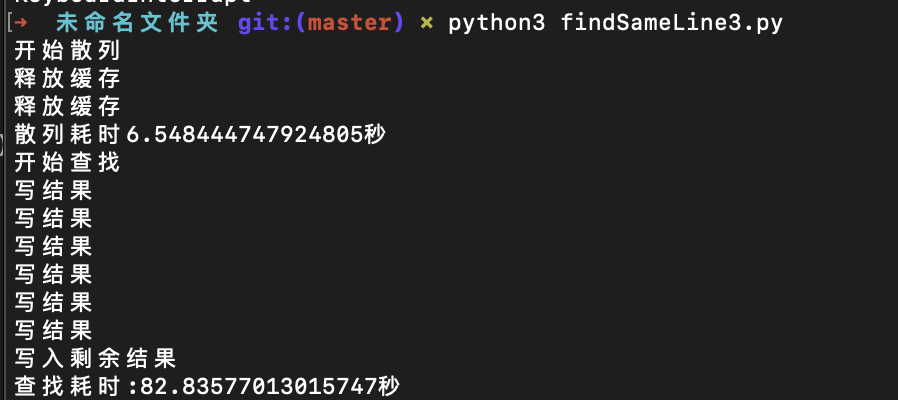 KeyboardInterrupt
[→ 未命名文件夹 git:(master) × python3 findSameLine3.py
开始散列
释放缓存
释放缓存
散列耗时6.548444747924805秒
开始查找
写结果
写结果
写结果
写结果
写结果
写结果
写入剩余结果
查找耗时:82.83577013015747秒